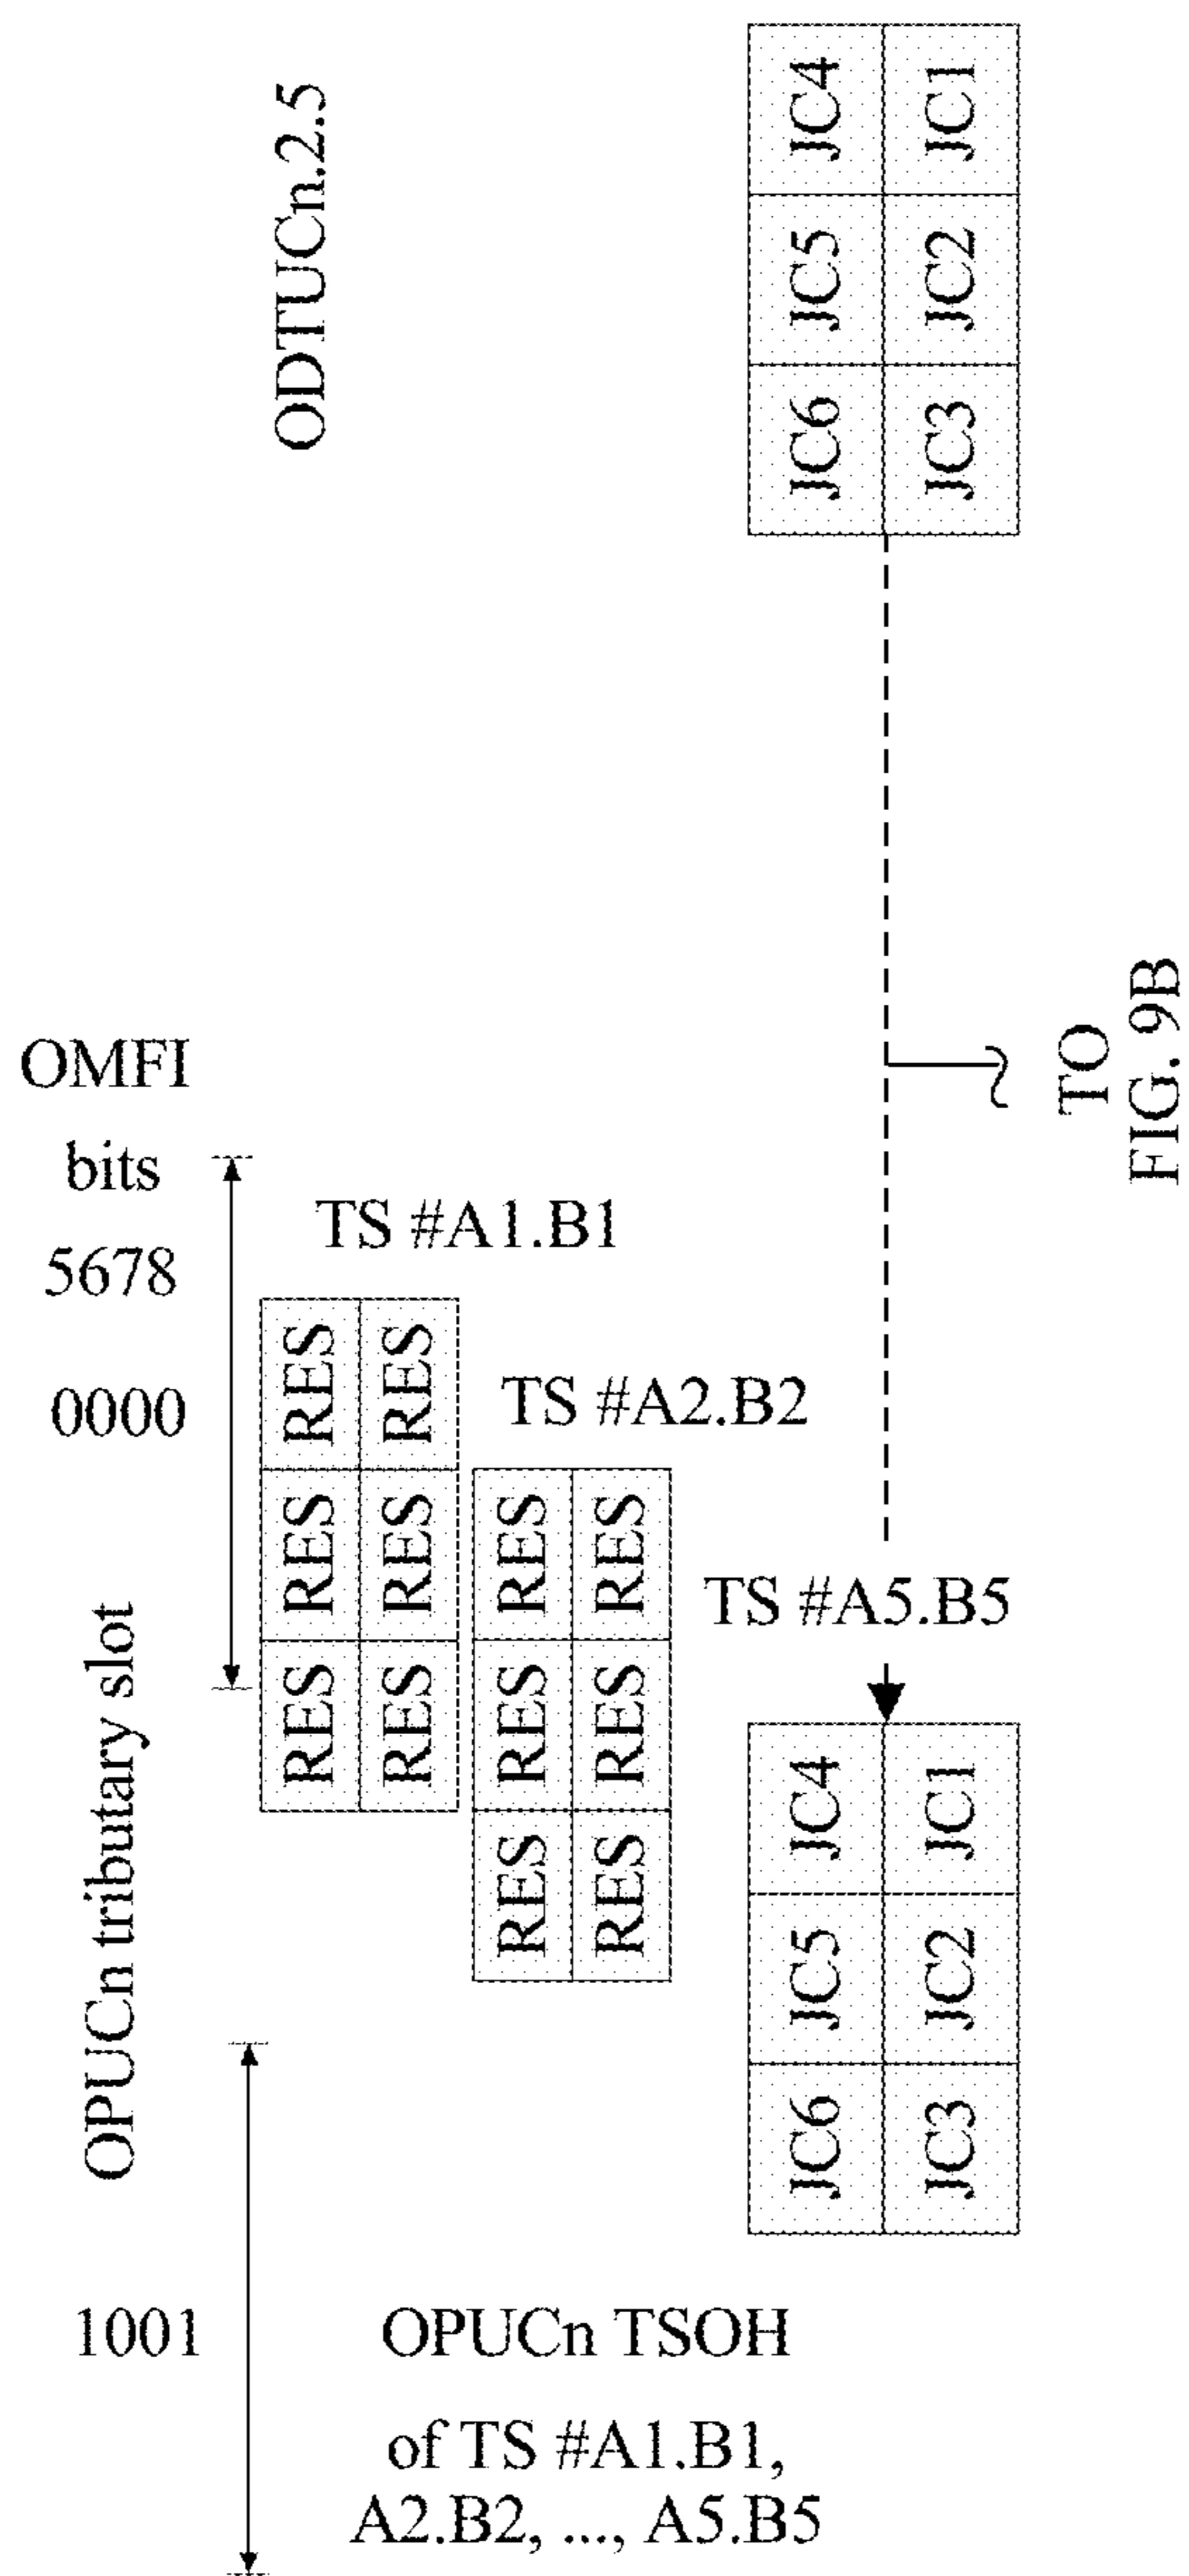 ODTUCn.2.5
JC4 JC1
JC5 JC2
JC6 JC3
OMFI
bits
5678
0000
TS #A1.B1
RES RES
RES RES
RES RES
TS #A2.B2
RES RES
RES RES
RES RES
TO
FIG. 9B
OPUCn tributary slot
TS #A5.B5
JC4 JC1
JC5 JC2
JC6 JC3
1001
OPUCn TSOH
of TS #A1.B1,
A2.B2, ..., A5.B5